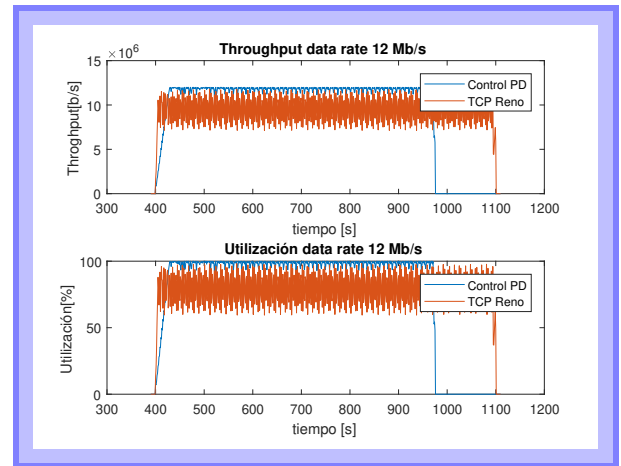 Throughput data rate 12 Mb/s
×10^6
15
10
5
0
Throghput[b/s]
Control PD
TCP Reno
300 400 500 600 700 800 900 1000 1100 1200
tiempo [s]
Utilización data rate 12 Mb/s
100
50
0
Utilización[%]
Control PD
TCP Reno
300 400 500 600 700 800 900 1000 1100 1200
tiempo [s]